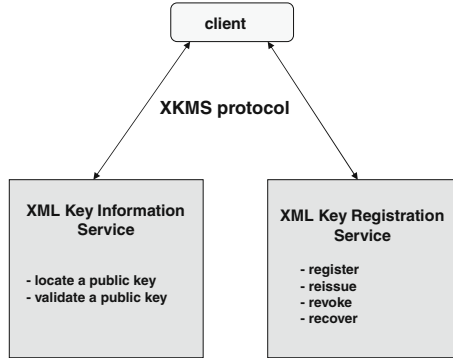 client
XKMS protocol
XML Key Information
Service
- locate a public key
- validate a public key
XML Key Registration
Service
- register
- reissue
- revoke
- recover